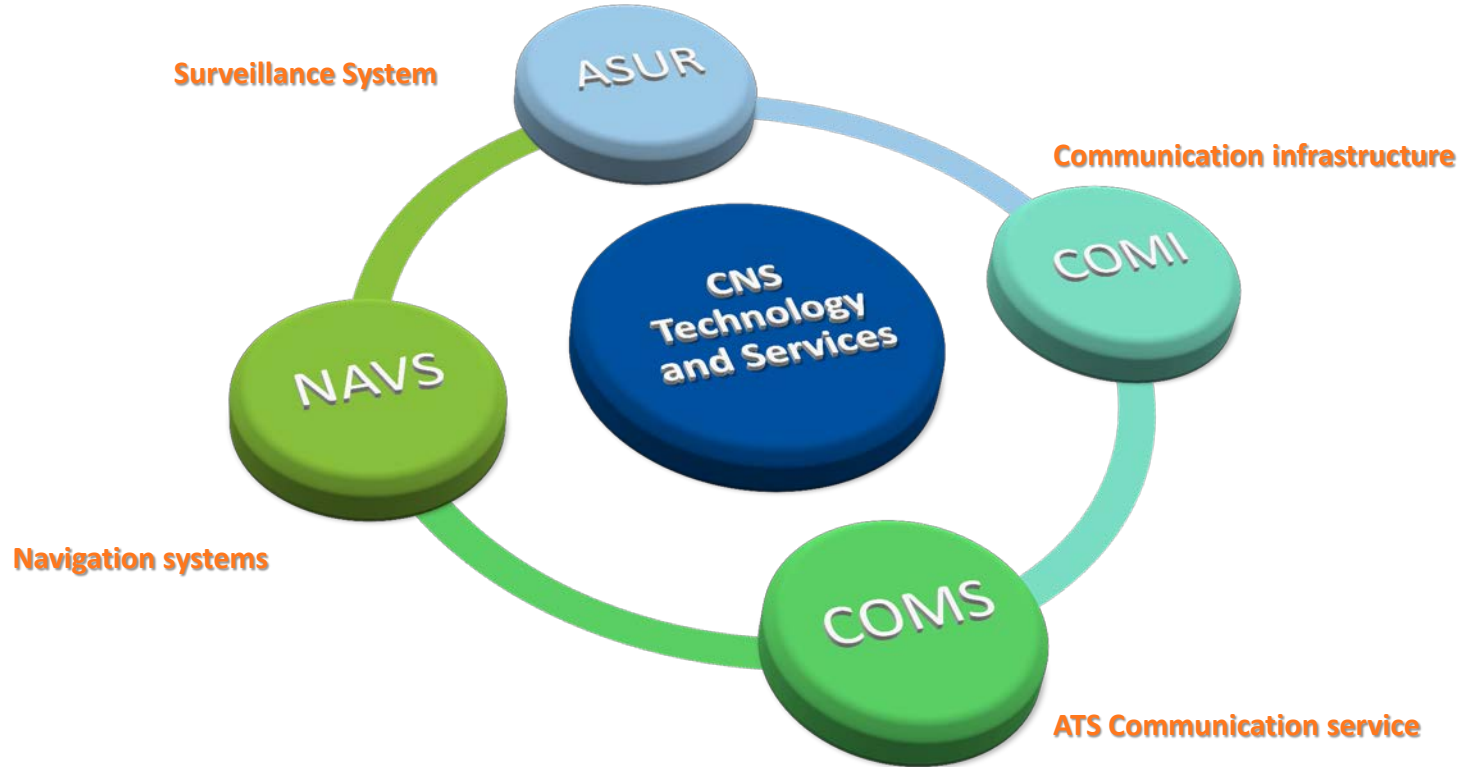 Surveillance System
ASUR
Communication infrastructure
COMI
CNS
Technology
and Services
NAVS
Navigation systems
COMS
ATS Communication service